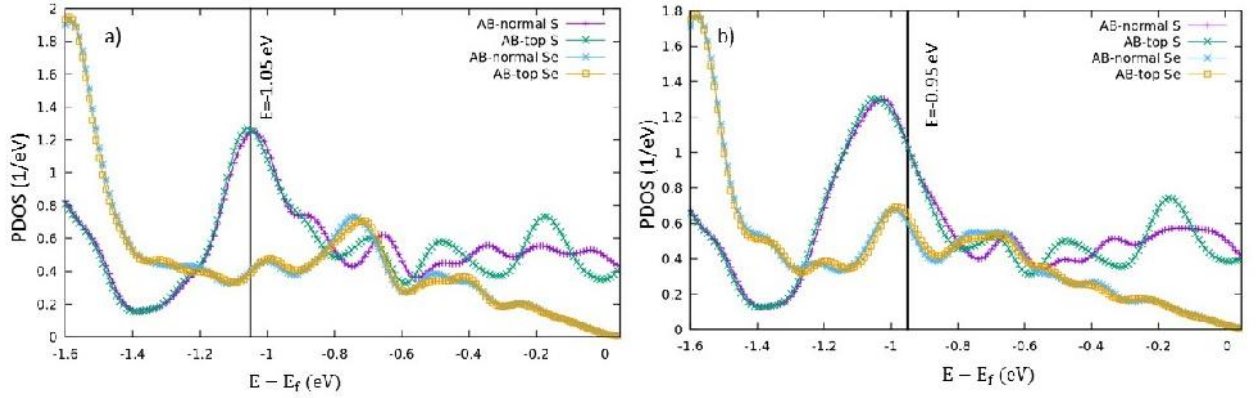 a)
AB-normal S
AB-top S
AB-normal Se
AB-top Se
E=-1.05 eV
PDOS (1/eV)
2
1.8
1.6
1.4
1.2
1
0.8
0.6
0.4
0.2
0
-1.6 -1.4 -1.2 -1 -0.8 -0.6 -0.4 -0.2 0
E − E_f (eV)
b)
AB-normal S
AB-top S
AB-normal Se
AB-top Se
E=-0.95 eV
PDOS (1/eV)
1.8
1.6
1.4
1.2
1
0.8
0.6
0.4
0.2
0
-1.6 -1.4 -1.2 -1 -0.8 -0.6 -0.4 -0.2 0
E − E_f (eV)